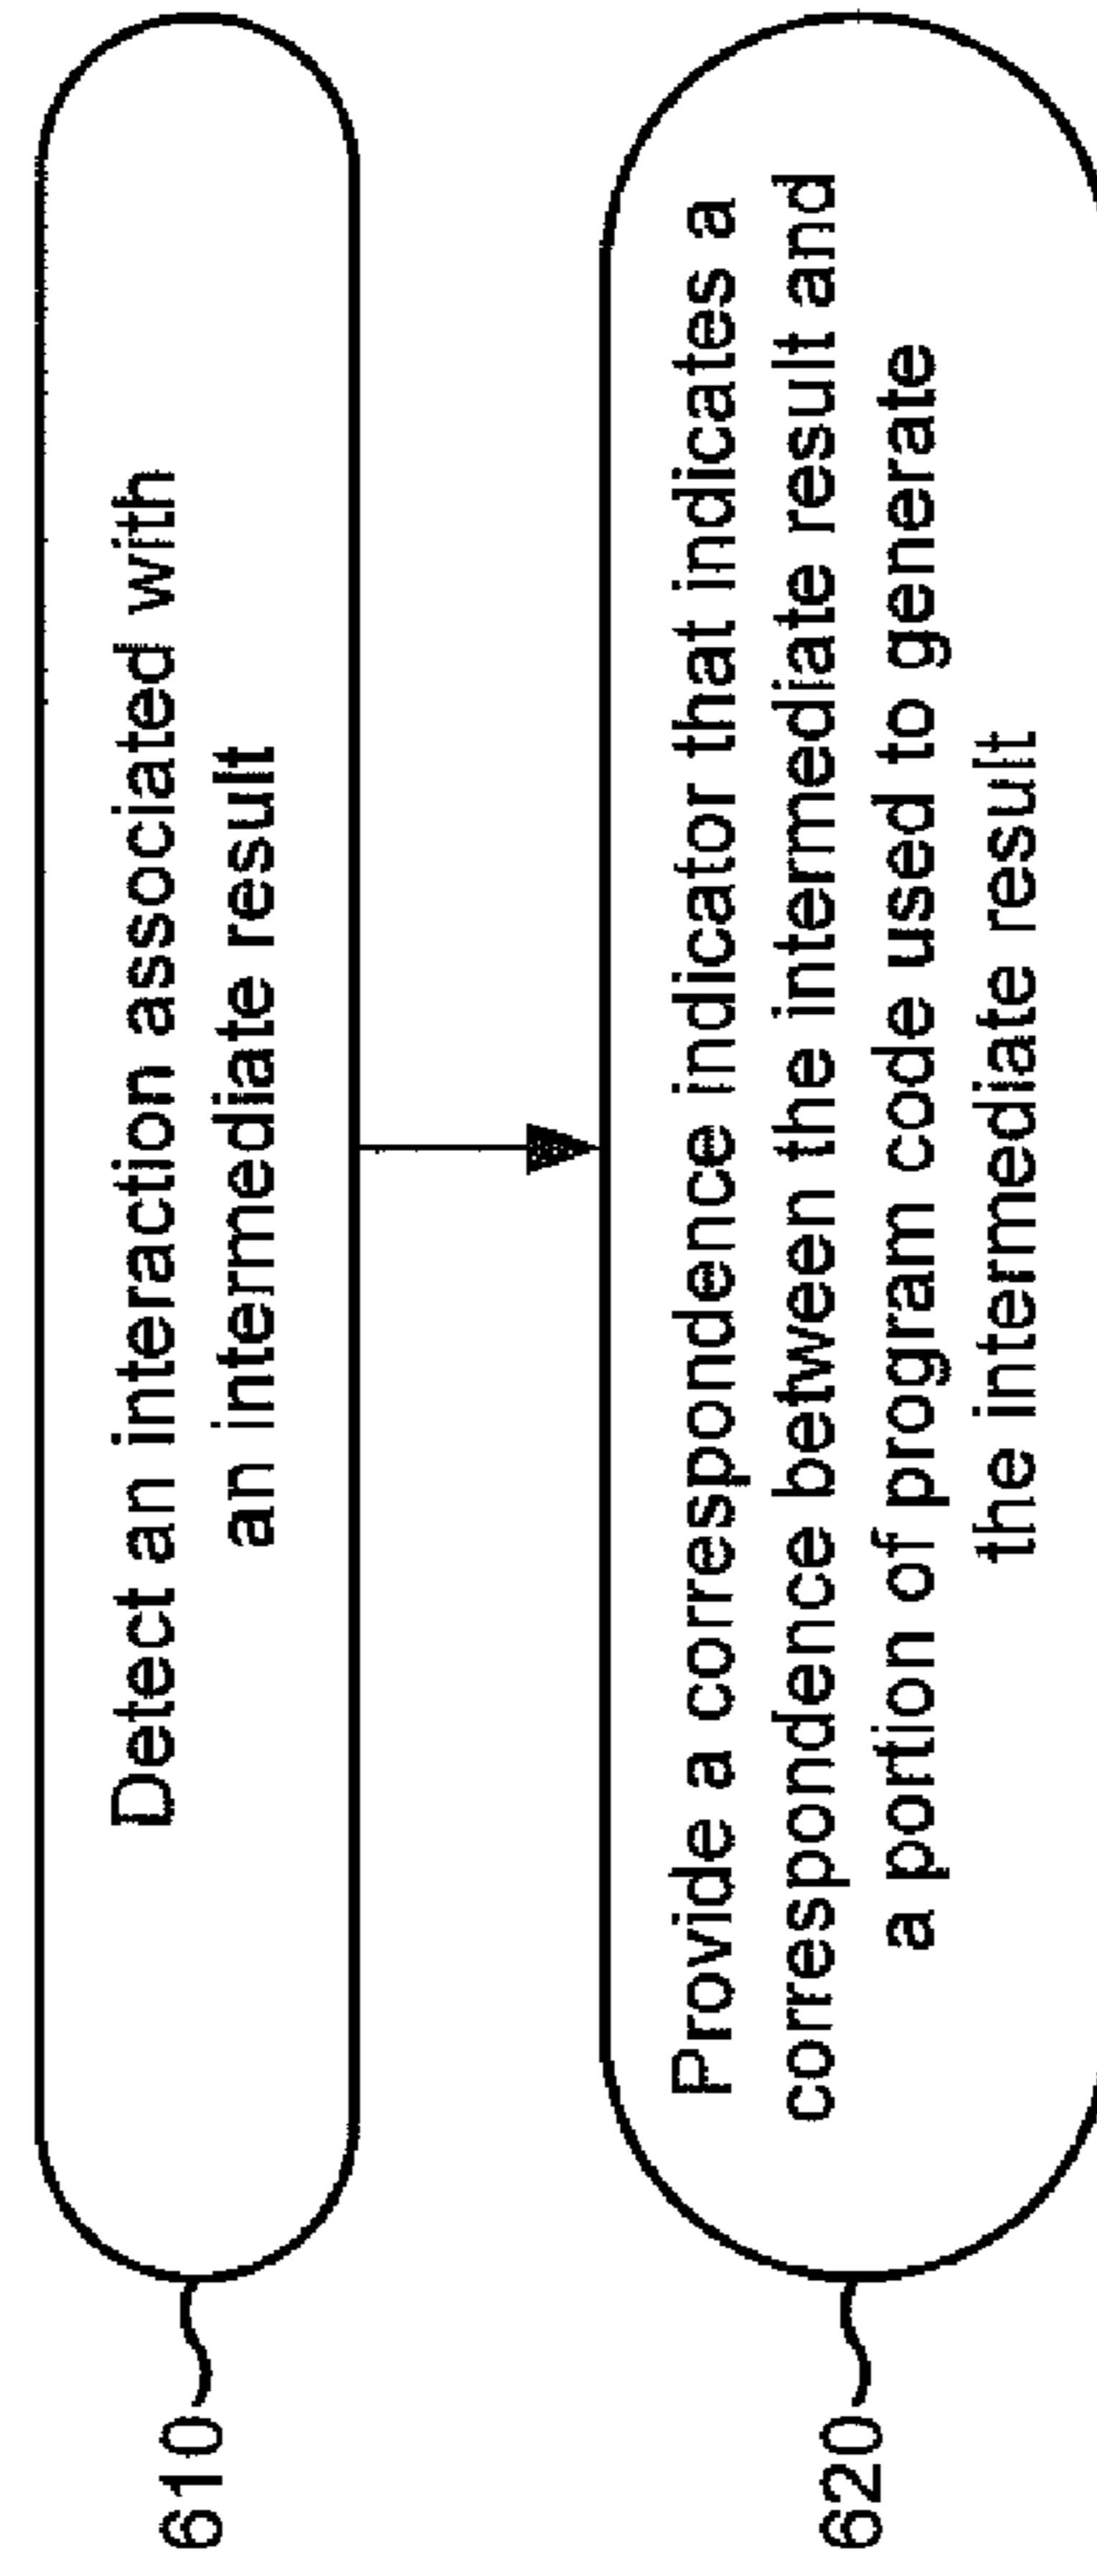 610
Detect an interaction associated with
an intermediate result
620
Provide a correspondence indicator that indicates a
correspondence between the intermediate result and
a portion of program code used to generate
the intermediate result